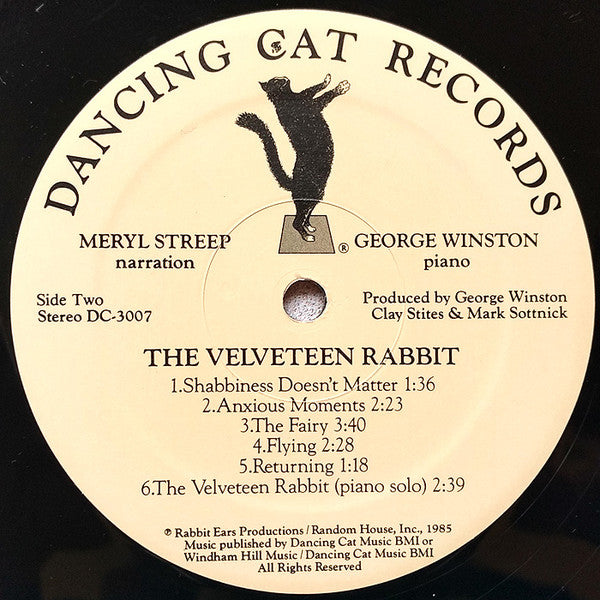 DANCING CAT RECORDS
®
MERYL STREEP
narration
GEORGE WINSTON
piano
Side Two
Stereo DC-3007
Produced by George Winston
Clay Stites & Mark Sottnick
THE VELVETEEN RABBIT
1.Shabbiness Doesn't Matter 1:36
2.Anxious Moments 2:23
3.The Fairy 3:40
4.Flying 2:28
5.Returning 1:18
6.The Velveteen Rabbit (piano solo) 2:39
℗ Rabbit Ears Productions/Random House, Inc., 1985
Music published by Dancing Cat Music BMI or
Windham Hill Music/Dancing Cat Music BMI
All Rights Reserved